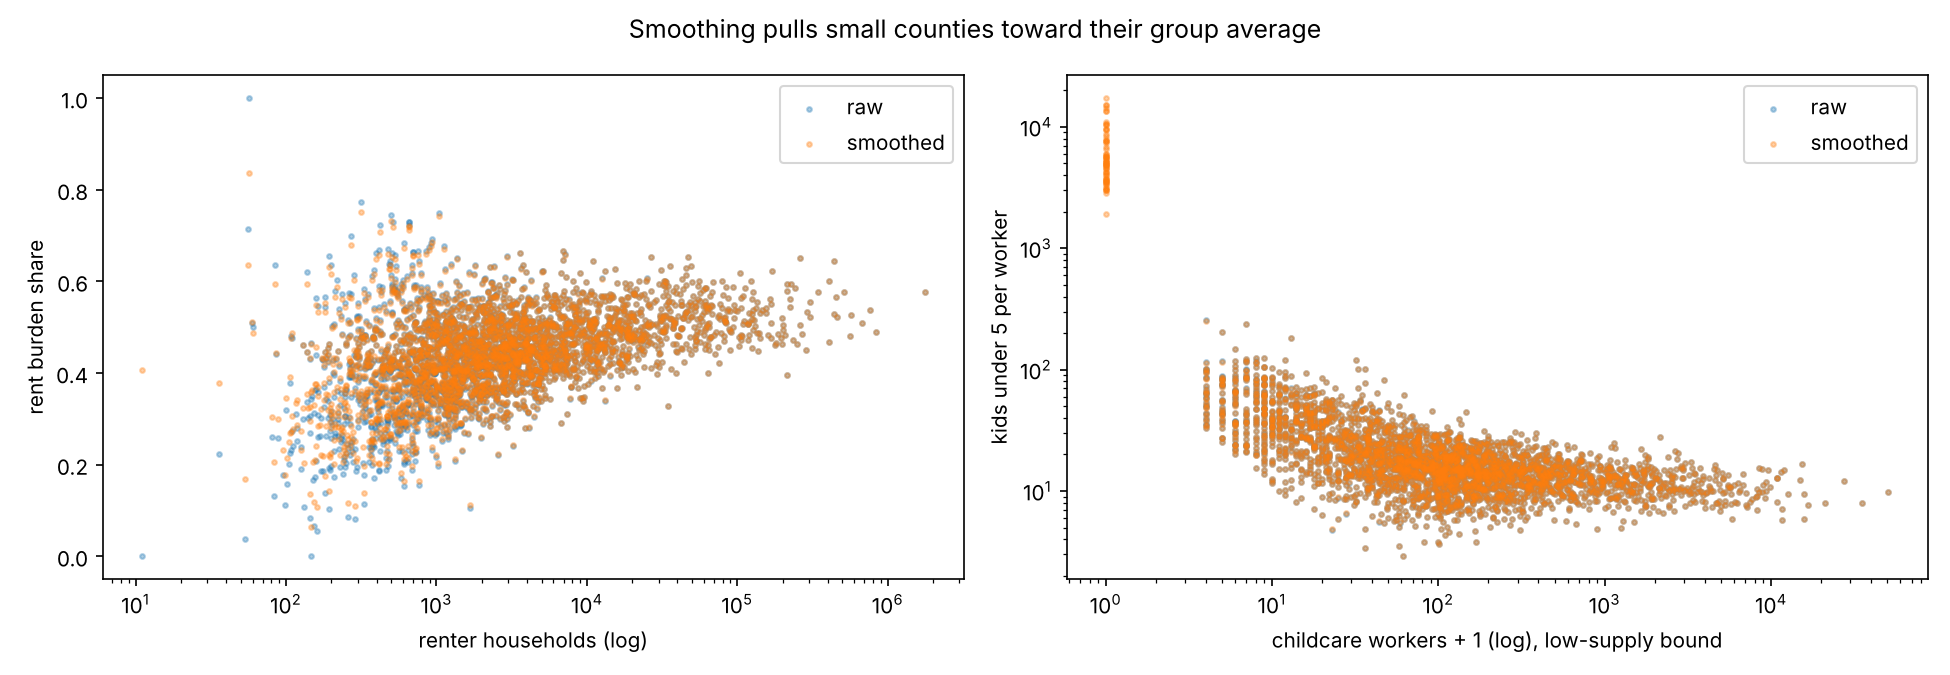 Smoothing pulls small counties toward their group average
1.0
0.8
0.6
0.4
0.2
0.0
rent burden share
10¹
10²
10³
10⁴
10⁵
10⁶
renter households (log)
raw
smoothed
10⁴
10³
10²
10¹
kids under 5 per worker
10⁰
10¹
10²
10³
10⁴
childcare workers + 1 (log), low-supply bound
raw
smoothed